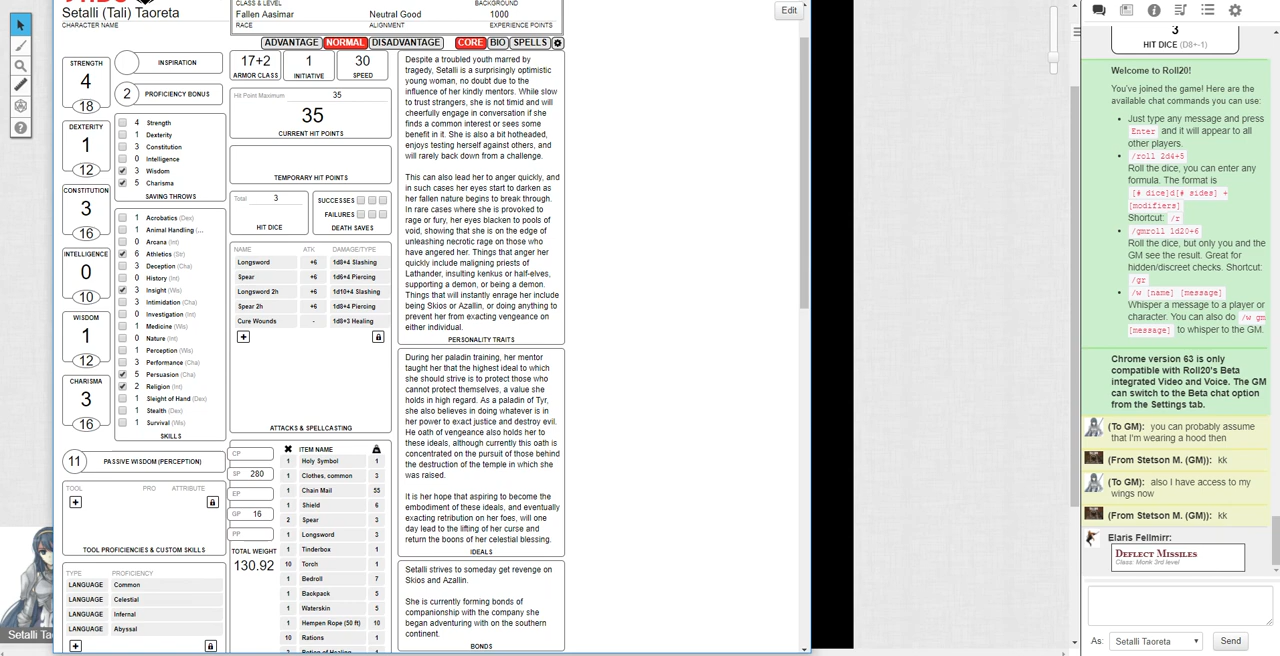 Setalli (Tali) Taoreta
CHARACTER NAME
CLASS & LEVEL
BACKGROUND
Fallen Aasimar
Neutral Good
1000
RACE
ALIGNMENT
EXPERIENCE POINTS
Edit
ADVANTAGE NORMAL DISADVANTAGE CORE BIO SPELLS
STRENGTH
4
18
DEXTERITY
1
12
CONSTITUTION
3
16
INTELLIGENCE
0
10
WISDOM
1
12
CHARISMA
3
16
INSPIRATION
2 PROFICIENCY BONUS
4 Strength
1 Dexterity
3 Constitution
0 Intelligence
3 Wisdom
5 Charisma
SAVING THROWS
1 Acrobatics (Dex)
1 Animal Handling (...
0 Arcana (Int)
6 Athletics (Str)
3 Deception (Cha)
0 History (Int)
3 Insight (Wis)
3 Intimidation (Cha)
0 Investigation (Int)
1 Medicine (Wis)
0 Nature (Int)
1 Perception (Wis)
3 Performance (Cha)
5 Persuasion (Cha)
2 Religion (Int)
1 Sleight of Hand (Dex)
1 Stealth (Dex)
1 Survival (Wis)
SKILLS
11 PASSIVE WISDOM (PERCEPTION)
TOOL PRO ATTRIBUTE
TOOL PROFICIENCIES & CUSTOM SKILLS
TYPE PROFICIENCY
LANGUAGE Common
LANGUAGE Celestial
LANGUAGE Infernal
LANGUAGE Abyssal
17+2
ARMOR CLASS
1
INITIATIVE
30
SPEED
Hit Point Maximum 35
35
CURRENT HIT POINTS
TEMPORARY HIT POINTS
Total 3
HIT DICE
SUCCESSES
FAILURES
DEATH SAVES
NAME ATK DAMAGE/TYPE
Longsword +6 1d8+4 Slashing
Spear +6 1d6+4 Piercing
Longsword 2h +6 1d10+4 Slashing
Spear 2h +6 1d8+4 Piercing
Cure Wounds - 1d8+3 Healing
ATTACKS & SPELLCASTING
CP
SP 280
EP
GP 16
PP
TOTAL WEIGHT
130.92
ITEM NAME
1 Holy Symbol 1
1 Clothes, common 3
1 Chain Mail 55
1 Shield 6
2 Spear 3
1 Longsword 3
1 Tinderbox 1
10 Torch 1
1 Bedroll 7
1 Backpack 5
1 Waterskin 5
1 Hempen Rope (50 ft) 10
10 Rations 1
Despite a troubled youth marred by
tragedy, Setalli is a surprisingly optimistic
young woman, no doubt due to the
influence of her kindly mentors. While slow
to trust strangers, she is not timid and will
cheerfully engage in conversation if she
finds a common interest or sees some
benefit in it. She is also a bit hotheaded,
enjoys testing herself against others, and
will rarely back down from a challenge.
This can also lead her to anger quickly, and
in such cases her eyes start to darken as
her fallen nature begins to break through.
In rare cases where she is provoked to
rage or fury, her eyes blacken to pools of
void, showing that she is on the edge of
unleashing necrotic rage on those who
have angered her. Things that anger her
quickly include maligning priests of
Lathander, insulting kenkus or half-elves,
supporting a demon, or being a demon.
Things that will instantly enrage her include
being Skios or Azallin, or doing anything to
prevent her from exacting vengeance on
either individual.
PERSONALITY TRAITS
During her paladin training, her mentor
taught her that the highest ideal to which
she should strive is to protect those who
cannot protect themselves, a value she
holds in high regard. As a paladin of Tyr,
she also believes in doing whatever is in
her power to exact justice and destroy evil.
He oath of vengeance also holds her to
these ideals, although currently this oath is
concentrated on the pursuit of those behind
the destruction of the temple in which she
was raised.
It is her hope that aspiring to become the
embodiment of these ideals, and eventually
exacting retribution on her foes, will one
day lead to the lifting of her curse and
return the boons of her celestial blessing.
IDEALS
Setalli strives to someday get revenge on
Skios and Azallin.
She is currently forming bonds of
companionship with the company she
began adventuring with on the southern
continent.
BONDS
Setalli Tao
3
HIT DICE (D8+-1)
Welcome to Roll20!
You've joined the game! Here are the
available chat commands you can use:
Just type any message and press
Enter and it will appear to all
other players.
/roll 2d4+5
Roll the dice, you can enter any
formula. The format is
[# dice]d[# sides] +
[modifiers]
Shortcut: /r
/gmroll 1d20+6
Roll the dice, but only you and the
GM see the result. Great for
hidden/discreet checks. Shortcut:
/gr
/w [name] [message]
Whisper a message to a player or
character. You can also do /w gm
[message] to whisper to the GM.
Chrome version 63 is only
compatible with Roll20's Beta
integrated Video and Voice. The GM
can switch to the Beta chat option
from the Settings tab.
(To GM): you can probably assume
that I'm wearing a hood then
(From Stetson M. (GM)): kk
(To GM): also I have access to my
wings now
(From Stetson M. (GM)): kk
Elaris Fellmirr:
DEFLECT MISSILES
Class: Monk 3rd level
As: Setalli Taoreta Send